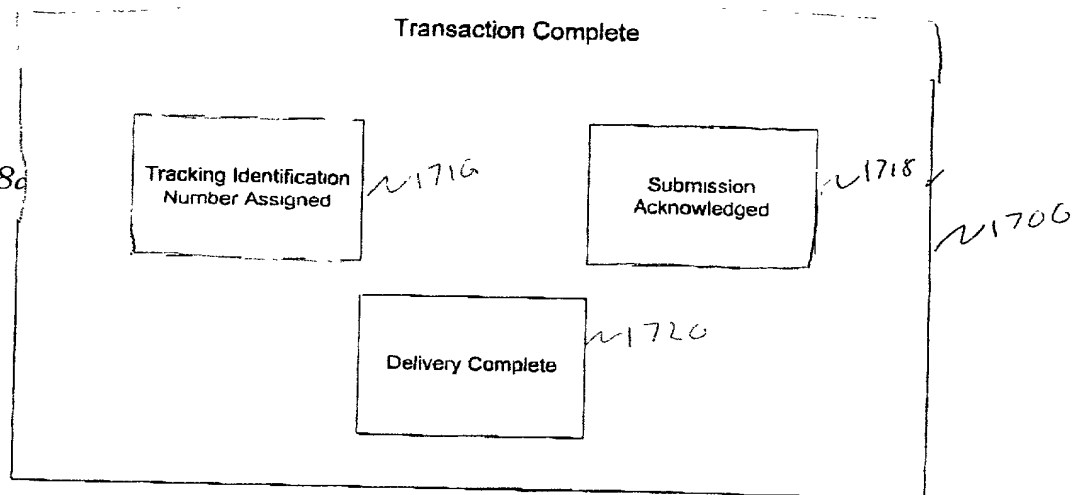 Transaction Complete
Tracking Identification
Number Assigned
1716
Submission
Acknowledged
1718
1706
Delivery Complete
1720